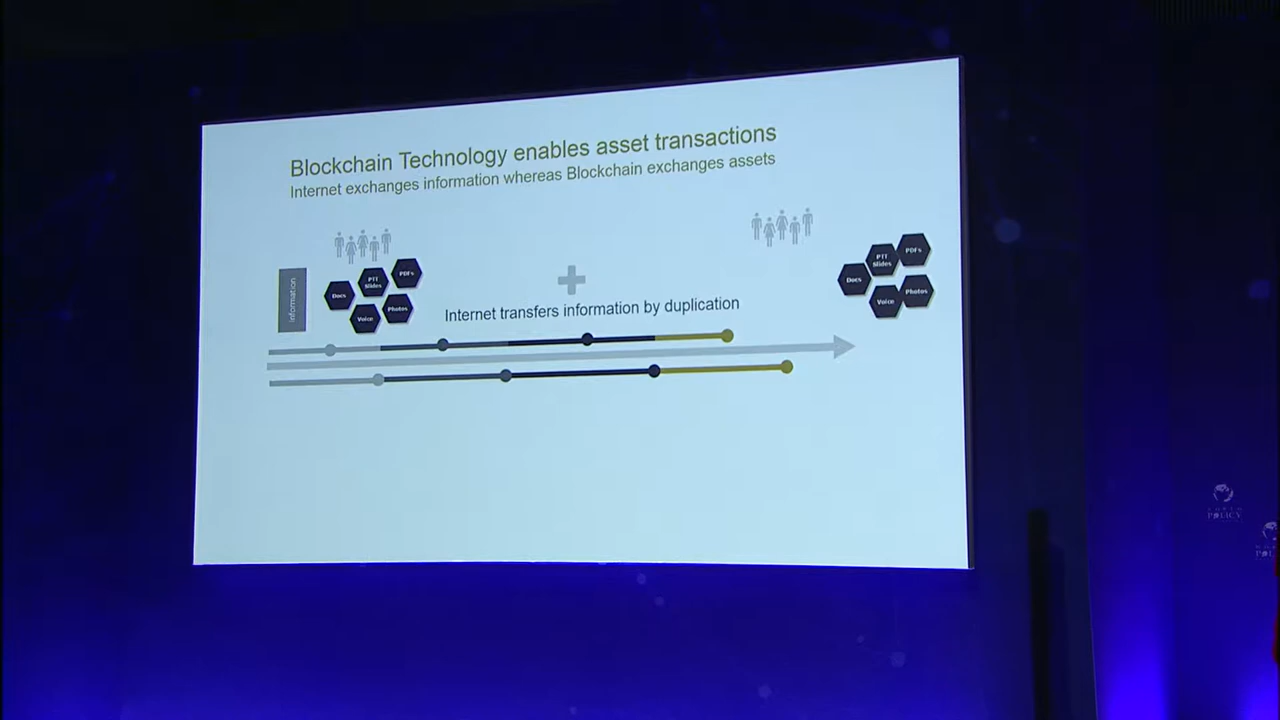 Blockchain Technology enables asset transactions
Internet exchanges information whereas Blockchain exchanges assets
Information
Docs
PTT
Slides
PDFs
Voice
Photos
Internet transfers information by duplication
Docs
PTT
Slides
PDFs
Voice
Photos
POLICY